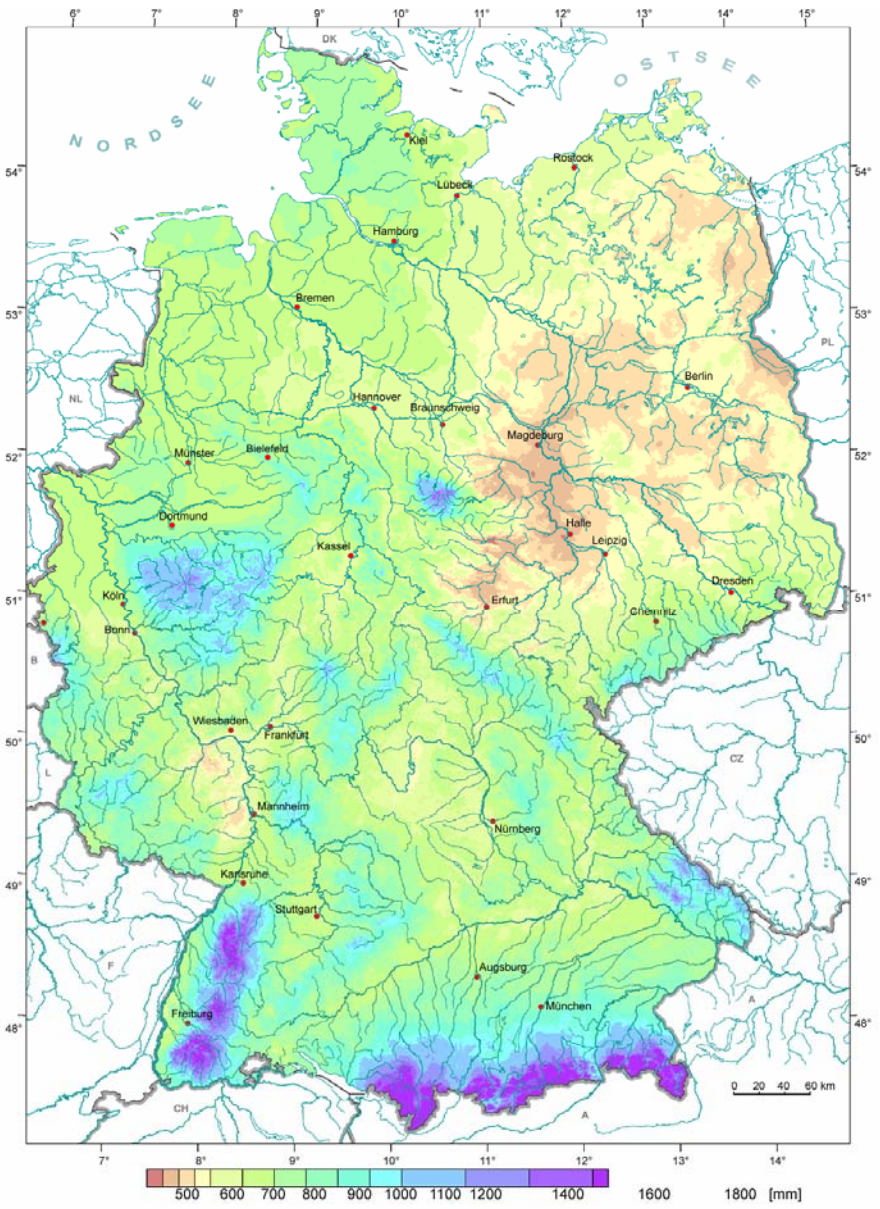 6° 7° 8° 9° 10° 11° 12° 13° 14° 15°
DK
NORDSEE
OSTSEE
Kiel
54° Rostock 54°
Lübeck
Hamburg
Bremen
53° 53°
PL
NL
Berlin
Hannover
Braunschweig
Magdeburg
52° Münster Bielefeld 52°
Dortmund
Halle
Kassel Leipzig
51° Köln Erfurt Dresden 51°
Chemnitz
Bonn
B
Wiesbaden
50° Frankfurt 50°
L CZ
Mannheim
Nürnberg
49° Karlsruhe 49°
Stuttgart
F Augsburg
A
48° Freiburg München 48°
0 20 40 60 km
CH A
7° 8° 9° 10° 11° 12° 13° 14°
500 600 700 800 900 1000 1100 1200 1400 1600 1800 [mm]